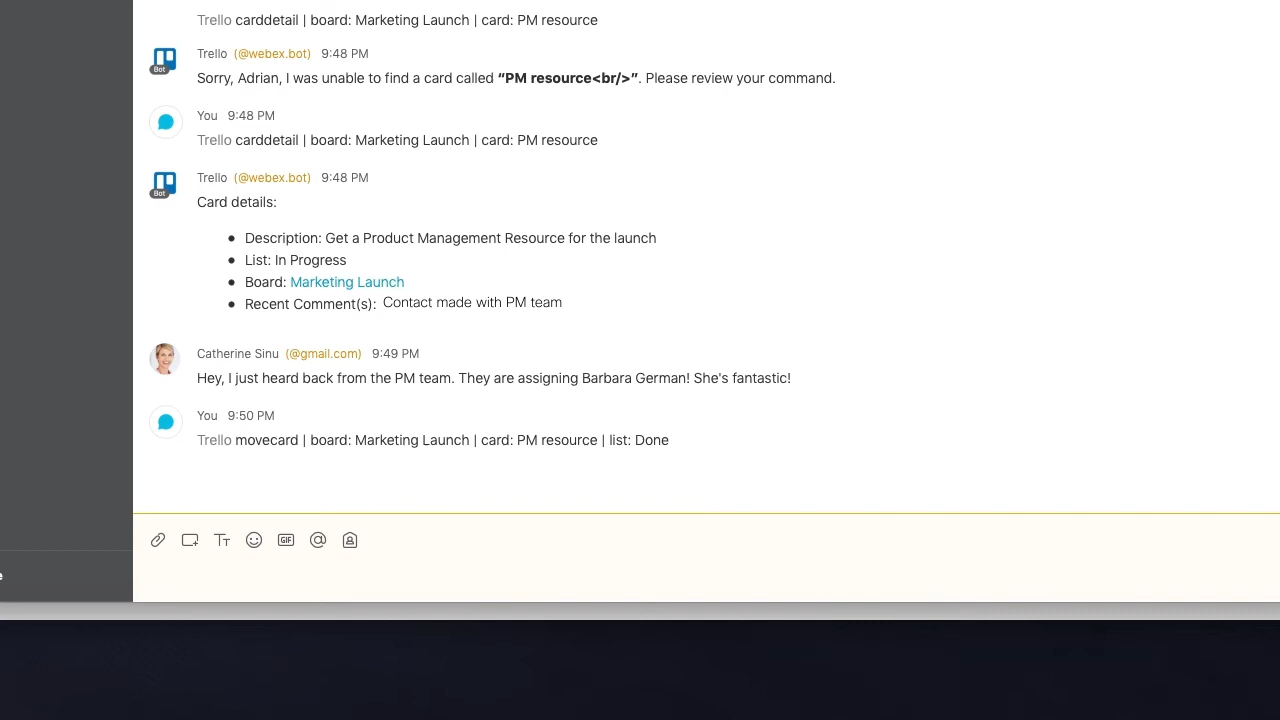 Trello carddetail | board: Marketing Launch | card: PM resource
Trello (@webex.bot) 9:48 PM
Bot
Sorry, Adrian, I was unable to find a card called “PM resource<br/>”. Please review your command.
You 9:48 PM
Trello carddetail | board: Marketing Launch | card: PM resource
Trello (@webex.bot) 9:48 PM
Bot
Card details:
Description: Get a Product Management Resource for the launch
List: In Progress
Board: Marketing Launch
Recent Comment(s): Contact made with PM team
Catherine Sinu (@gmail.com) 9:49 PM
Hey, I just heard back from the PM team. They are assigning Barbara German! She's fantastic!
You 9:50 PM
Trello movecard | board: Marketing Launch | card: PM resource | list: Done
GIF
e